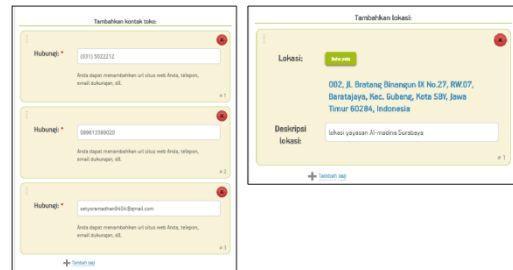 Tambahkan kontak toko:
Hubungi: *
(031) 5022212
Anda dapat menambahkan url situs web Anda, telepon,
email dukungan, dll.
# 1
Hubungi: *
Anda dapat menambahkan url situs web Anda, telepon,
email dukungan, dll.
# 2
Hubungi: *
Anda dapat menambahkan url situs web Anda, telepon,
email dukungan, dll.
# 3
Tambah lagi
Tambahkan lokasi:
Lokasi:
Buka peta
002, Jl. Bratang Binangun IX No.27, RW.07,
Baratajaya, Kec. Gubeng, Kota SBY, Jawa
Timur 60284, Indonesia
Deskripsi
lokasi:
lokasi yayasan Al-madina Surabaya
# 1
Tambah lagi